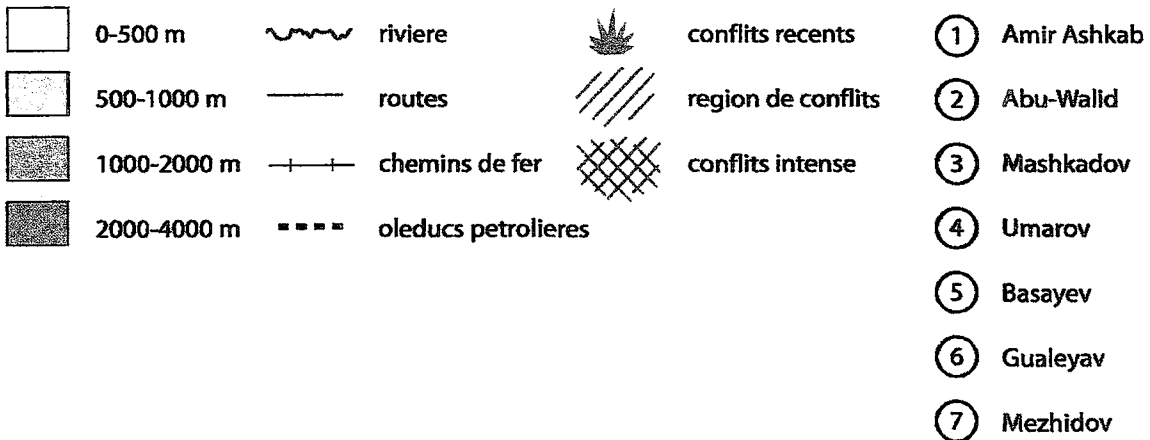 0-500 m
500-1000 m
1000-2000 m
2000-4000 m
riviere
routes
chemins de fer
oleducs petrolieres
conflits recents
region de conflits
conflits intense
1 Amir Ashkab
2 Abu-Walid
3 Mashkadov
4 Umarov
5 Basayev
6 Gualeyav
7 Mezhidov